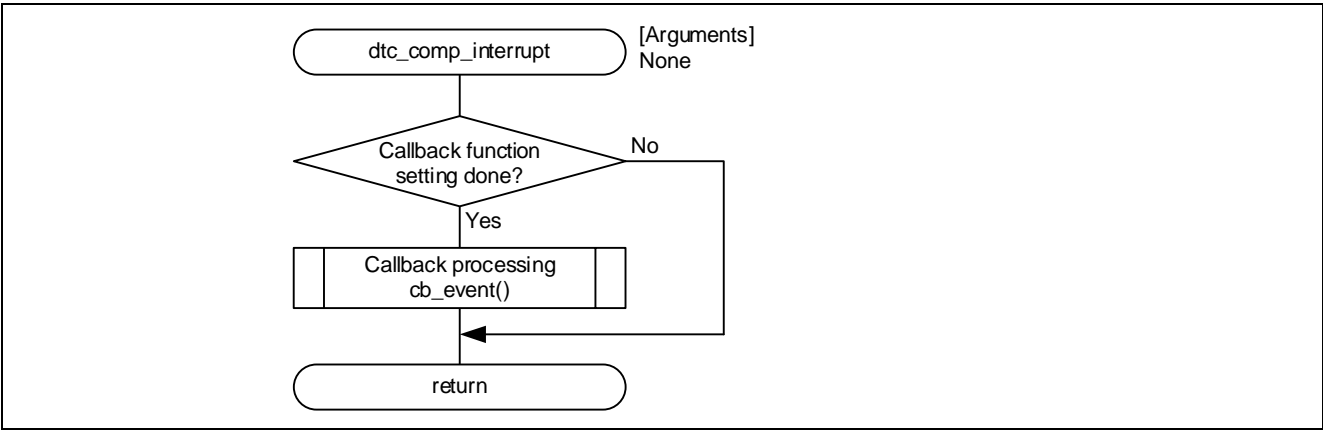 dtc_comp_interrupt
[Arguments]
None
Callback function
setting done?
No
Yes
Callback processing
cb_event()
return